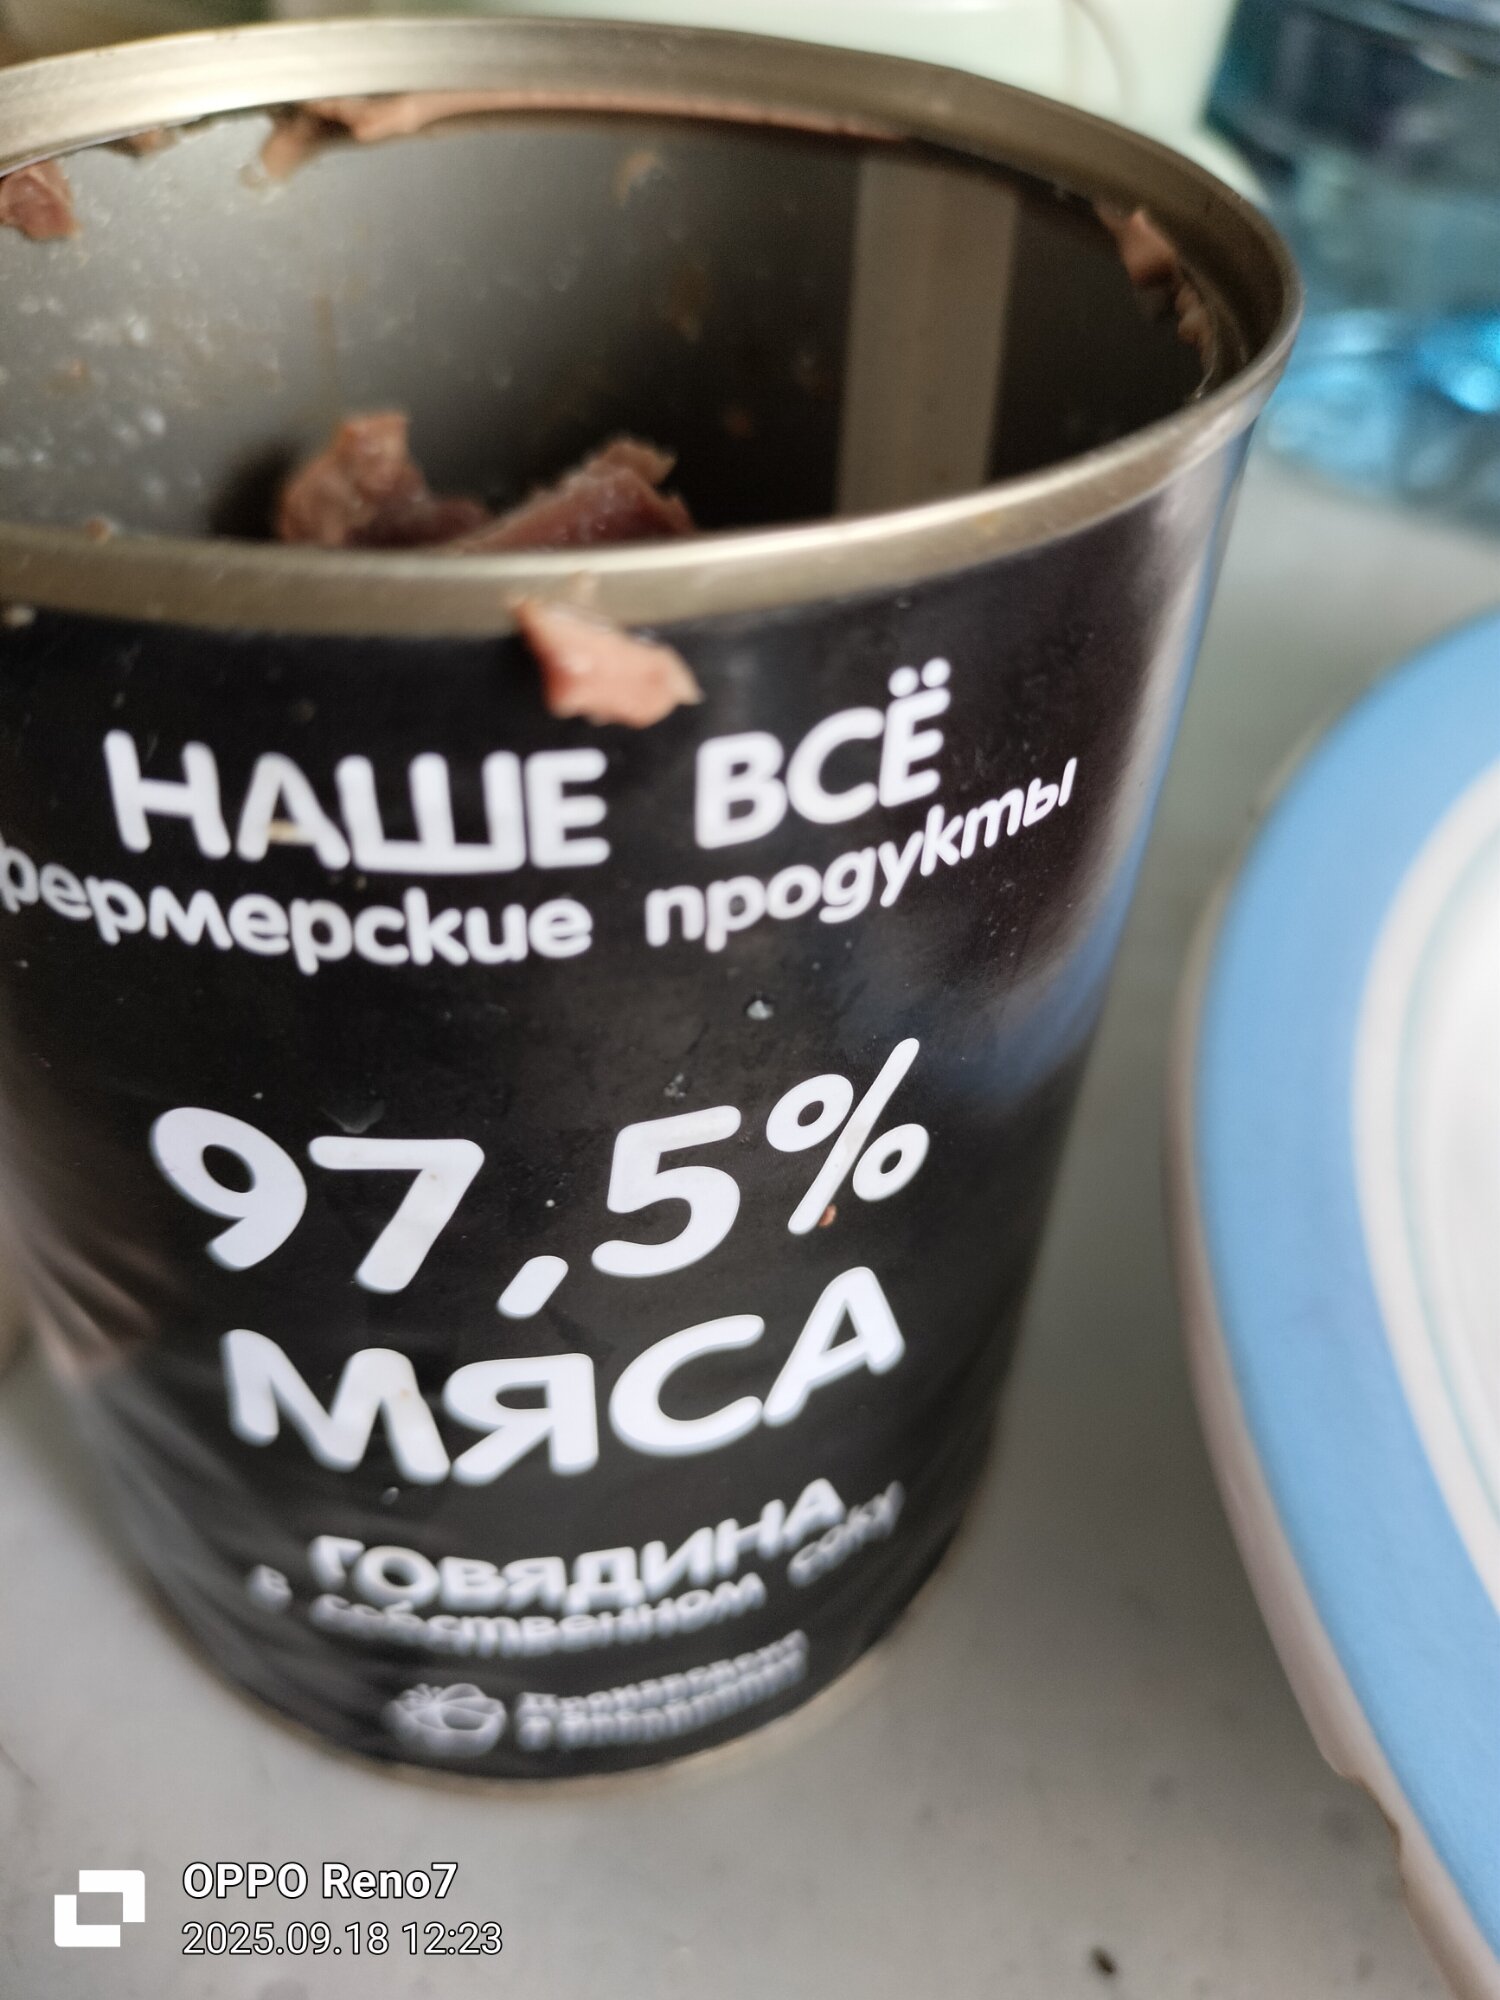 НАШЕ ВСЁ
фермерские продукты
97,5%
МЯСА
ГОВЯДИНА
в собственном соку
OPPO Reno7
2025.09.18 12:23